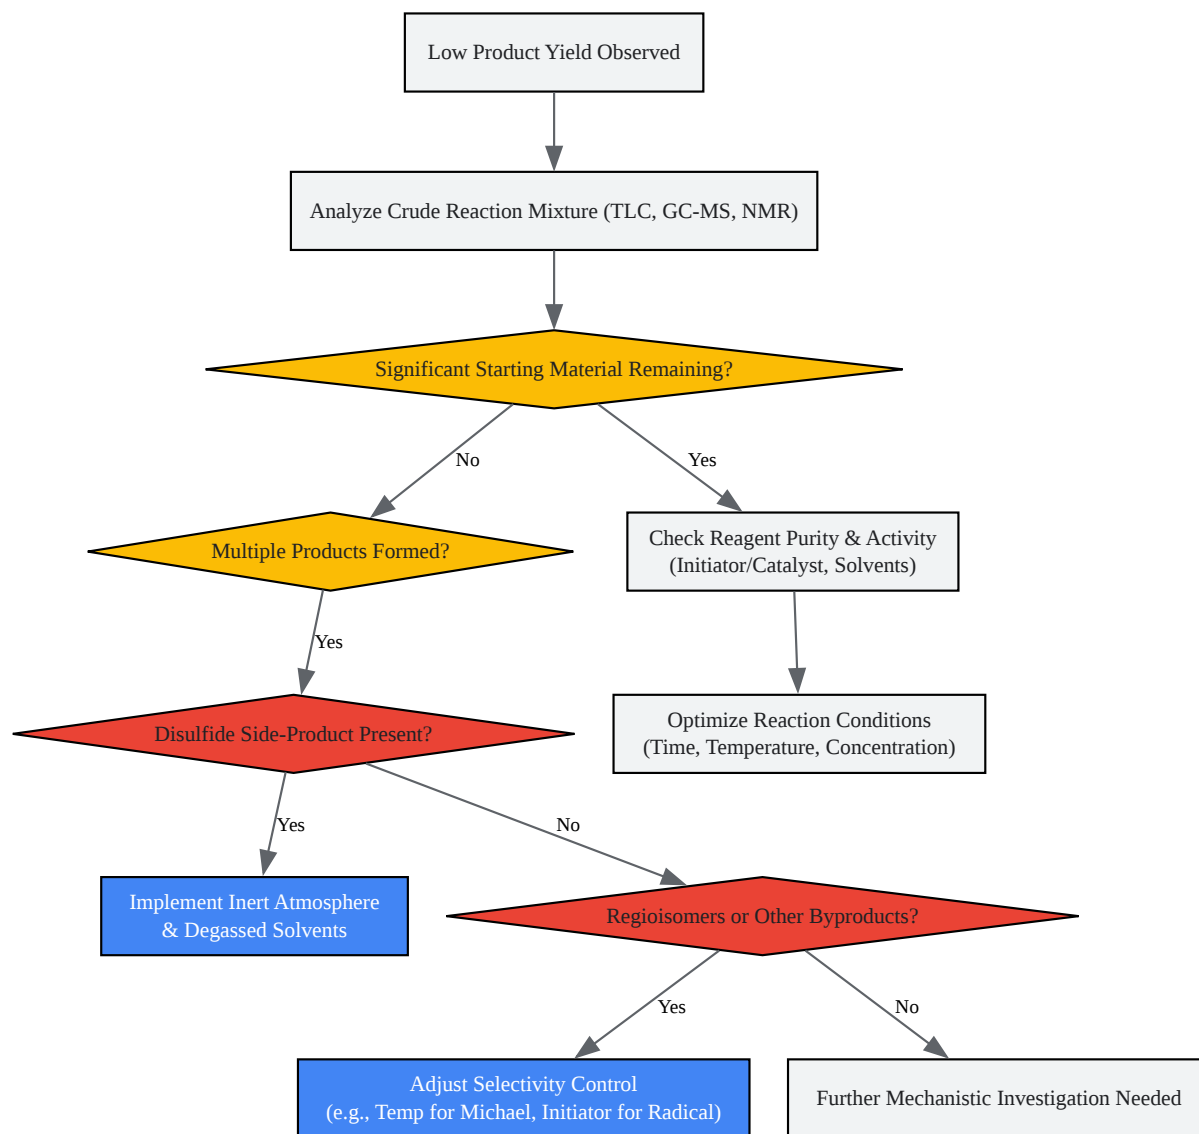 Low Product Yield Observed
Analyze Crude Reaction Mixture (TLC, GC-MS, NMR)
Significant Starting Material Remaining?
No
Yes
Multiple Products Formed?
Check Reagent Purity & Activity
(Initiator/Catalyst, Solvents)
Yes
Disulfide Side-Product Present?
Optimize Reaction Conditions
(Time, Temperature, Concentration)
Yes
No
Implement Inert Atmosphere
& Degassed Solvents
Regioisomers or Other Byproducts?
Yes
No
Adjust Selectivity Control
(e.g., Temp for Michael, Initiator for Radical)
Further Mechanistic Investigation Needed